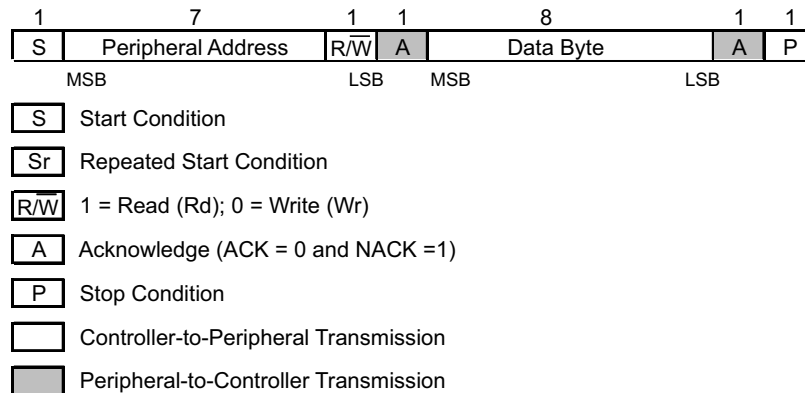 1 7 1 1 8 1 1
S Peripheral Address R/W̅ A Data Byte A P
MSB LSB MSB LSB
S Start Condition
Sr Repeated Start Condition
R/W̅ 1 = Read (Rd); 0 = Write (Wr)
A Acknowledge (ACK = 0 and NACK =1)
P Stop Condition
Controller-to-Peripheral Transmission
Peripheral-to-Controller Transmission